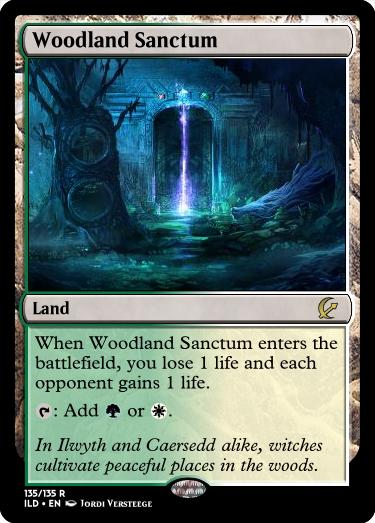 Woodland Sanctum
Land
When Woodland Sanctum enters the
battlefield, you lose 1 life and each
opponent gains 1 life.
: Add or .
In Ilwyth and Caersedd alike, witches
cultivate peaceful places in the woods.
135/135 R
ILD • EN Jordi Versteege